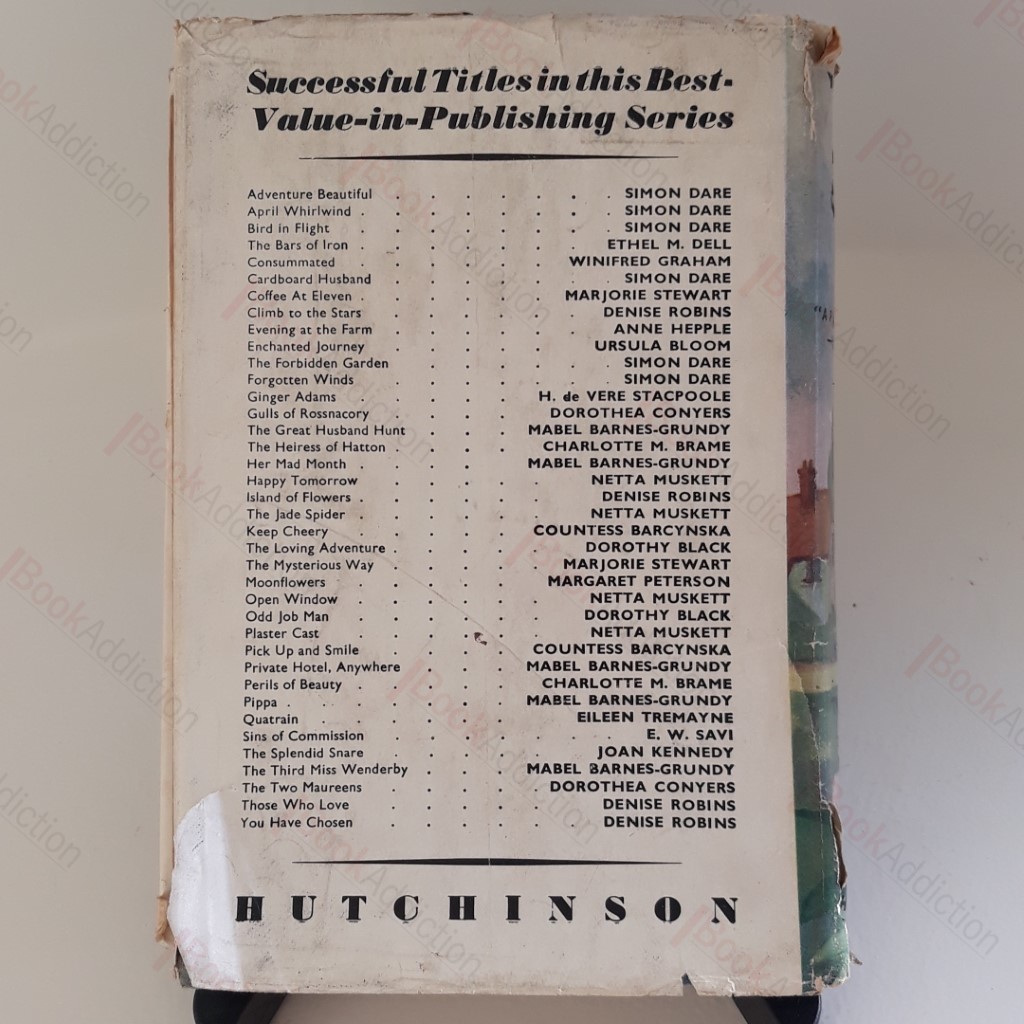 Successful Titles in this Best-
Value-in-Publishing Series
Adventure Beautiful . . . . . . . SIMON DARE
April Whirlwind . . . . . . . . SIMON DARE
Bird in Flight . . . . . . . . SIMON DARE
The Bars of Iron . . . . . . . ETHEL M. DELL
Consummated . . . . . . WINIFRED GRAHAM
Cardboard Husband . . . . . . . SIMON DARE
Coffee At Eleven . . . . . . MARJORIE STEWART
Climb to the Stars . . . . . . DENISE ROBINS
Evening at the Farm . . . . . . ANNE HEPPLE
Enchanted Journey . . . . . URSULA BLOOM
The Forbidden Garden . . . . . . SIMON DARE
Forgotten Winds . . . . . . . SIMON DARE
Ginger Adams . . . . . H. de VERE STACPOOLE
Gulls of Rossnacory . . . . . DOROTHEA CONYERS
The Great Husband Hunt . . . MABEL BARNES-GRUNDY
The Heiress of Hatton . . . . CHARLOTTE M. BRAME
Her Mad Month . . . . MABEL BARNES-GRUNDY
Happy Tomorrow . . . . . NETTA MUSKETT
Island of Flowers . . . . . . DENISE ROBINS
The Jade Spider . . . . . . NETTA MUSKETT
Keep Cheery . . . . . COUNTESS BARCYNSKA
The Loving Adventure . . . . . DOROTHY BLACK
The Mysterious Way . . . . . MARJORIE STEWART
Moonflowers . . . . . MARGARET PETERSON
Open Window . . . . . . NETTA MUSKETT
Odd Job Man . . . . . . DOROTHY BLACK
Plaster Cast . . . . . . NETTA MUSKETT
Pick Up and Smile . . . . . COUNTESS BARCYNSKA
Private Hotel, Anywhere . . . MABEL BARNES-GRUNDY
Perils of Beauty . . . . . CHARLOTTE M. BRAME
Pippa . . . . . . . MABEL BARNES-GRUNDY
Quatrain . . . . . . . EILEEN TREMAYNE
Sins of Commission . . . . . . . E. W. SAVI
The Splendid Snare . . . . . . JOAN KENNEDY
The Third Miss Wenderby . . . MABEL BARNES-GRUNDY
The Two Maureens . . . . . DOROTHEA CONYERS
Those Who Love . . . . . . DENISE ROBINS
You Have Chosen . . . . . . DENISE ROBINS
HUTCHINSON
BookAddiction